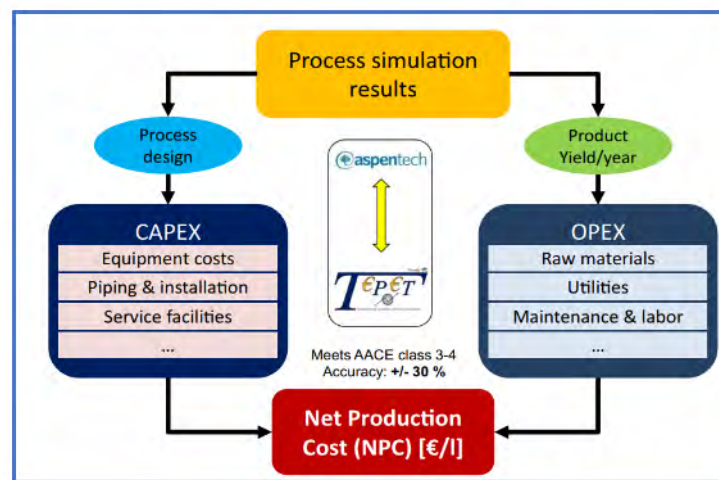 Process simulation
results
Process
design
Product
Yield/year
aspentech
CAPEX
Equipment costs
Piping & installation
Service facilities
...
T€P€T
Meets AACE class 3-4
Accuracy: +/- 30 %
OPEX
Raw materials
Utilities
Maintenance & labor
...
Net Production
Cost (NPC) [€/l]